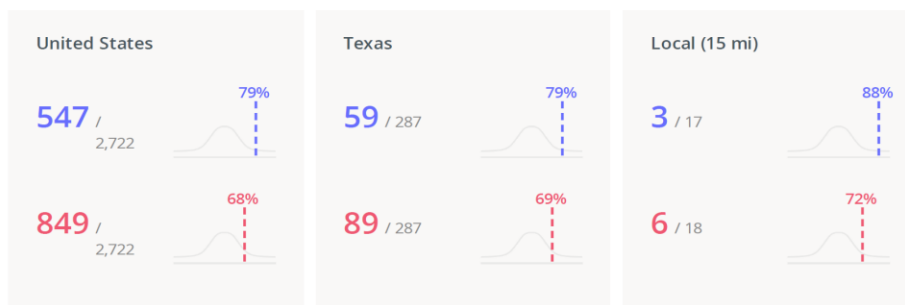 United States
79%
547 /
2,722
68%
849 /
2,722
Texas
79%
59 / 287
69%
89 / 287
Local (15 mi)
88%
3 / 17
72%
6 / 18